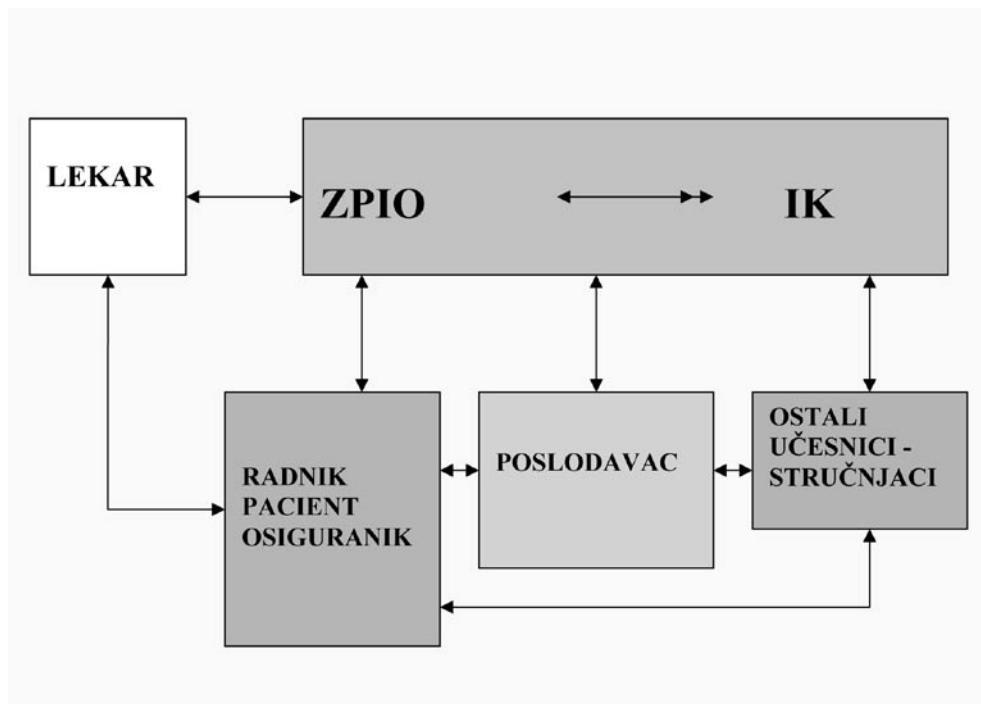 LEKAR
ZPIO IK
RADNIK
PACIENT
OSIGURANIK
POSLODAVAC
OSTALI
UČESNICI -
STRUČNJACI